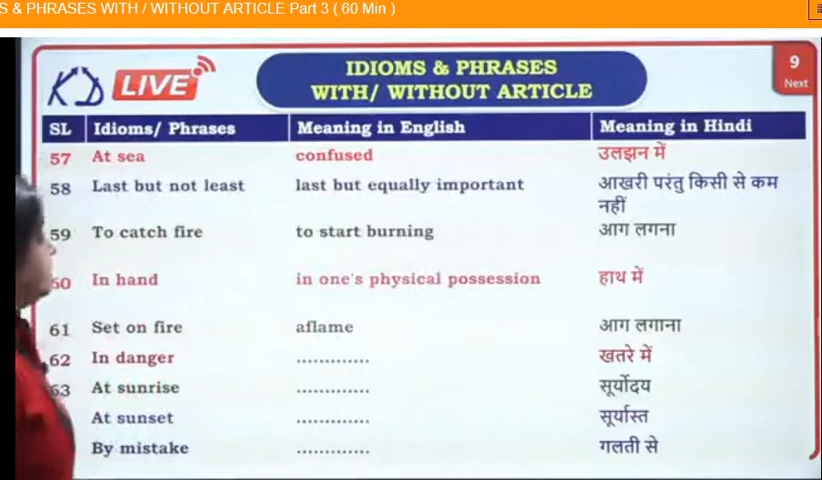 S & PHRASES WITH / WITHOUT ARTICLE Part 3 ( 60 Min )
KD LIVE
IDIOMS & PHRASES
WITH/ WITHOUT ARTICLE
9
Next
SL Idioms/ Phrases Meaning in English Meaning in Hindi
57 At sea confused उलझन में
58 Last but not least last but equally important आखरी परंतु किसी से कम
नहीं
59 To catch fire to start burning आग लगना
60 In hand in one's physical possession हाथ में
61 Set on fire aflame आग लगाना
62 In danger ............. खतरे में
63 At sunrise ............. सूर्योदय
At sunset ............. सूर्यास्त
By mistake ............. गलती से